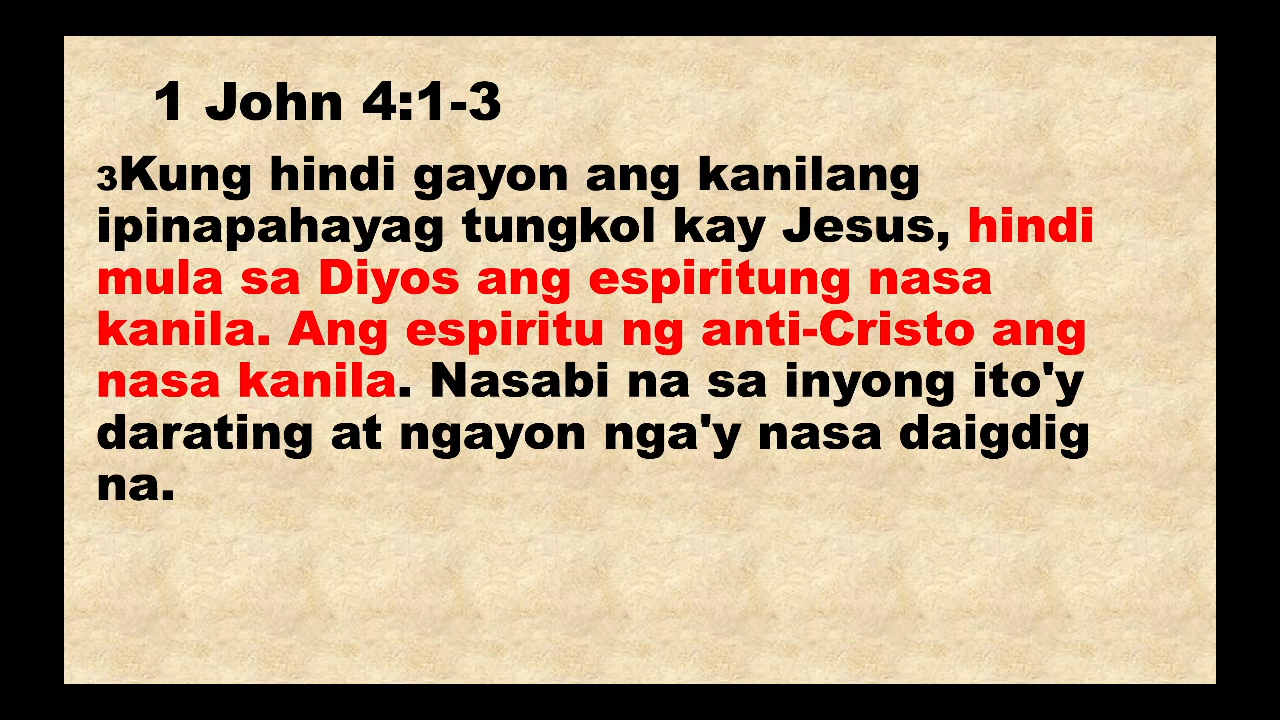 1 John 4:1-3
3Kung hindi gayon ang kanilang
ipinapahayag tungkol kay Jesus, hindi
mula sa Diyos ang espiritung nasa
kanila. Ang espiritu ng anti-Cristo ang
nasa kanila. Nasabi na sa inyong ito'y
darating at ngayon nga'y nasa daigdig
na.